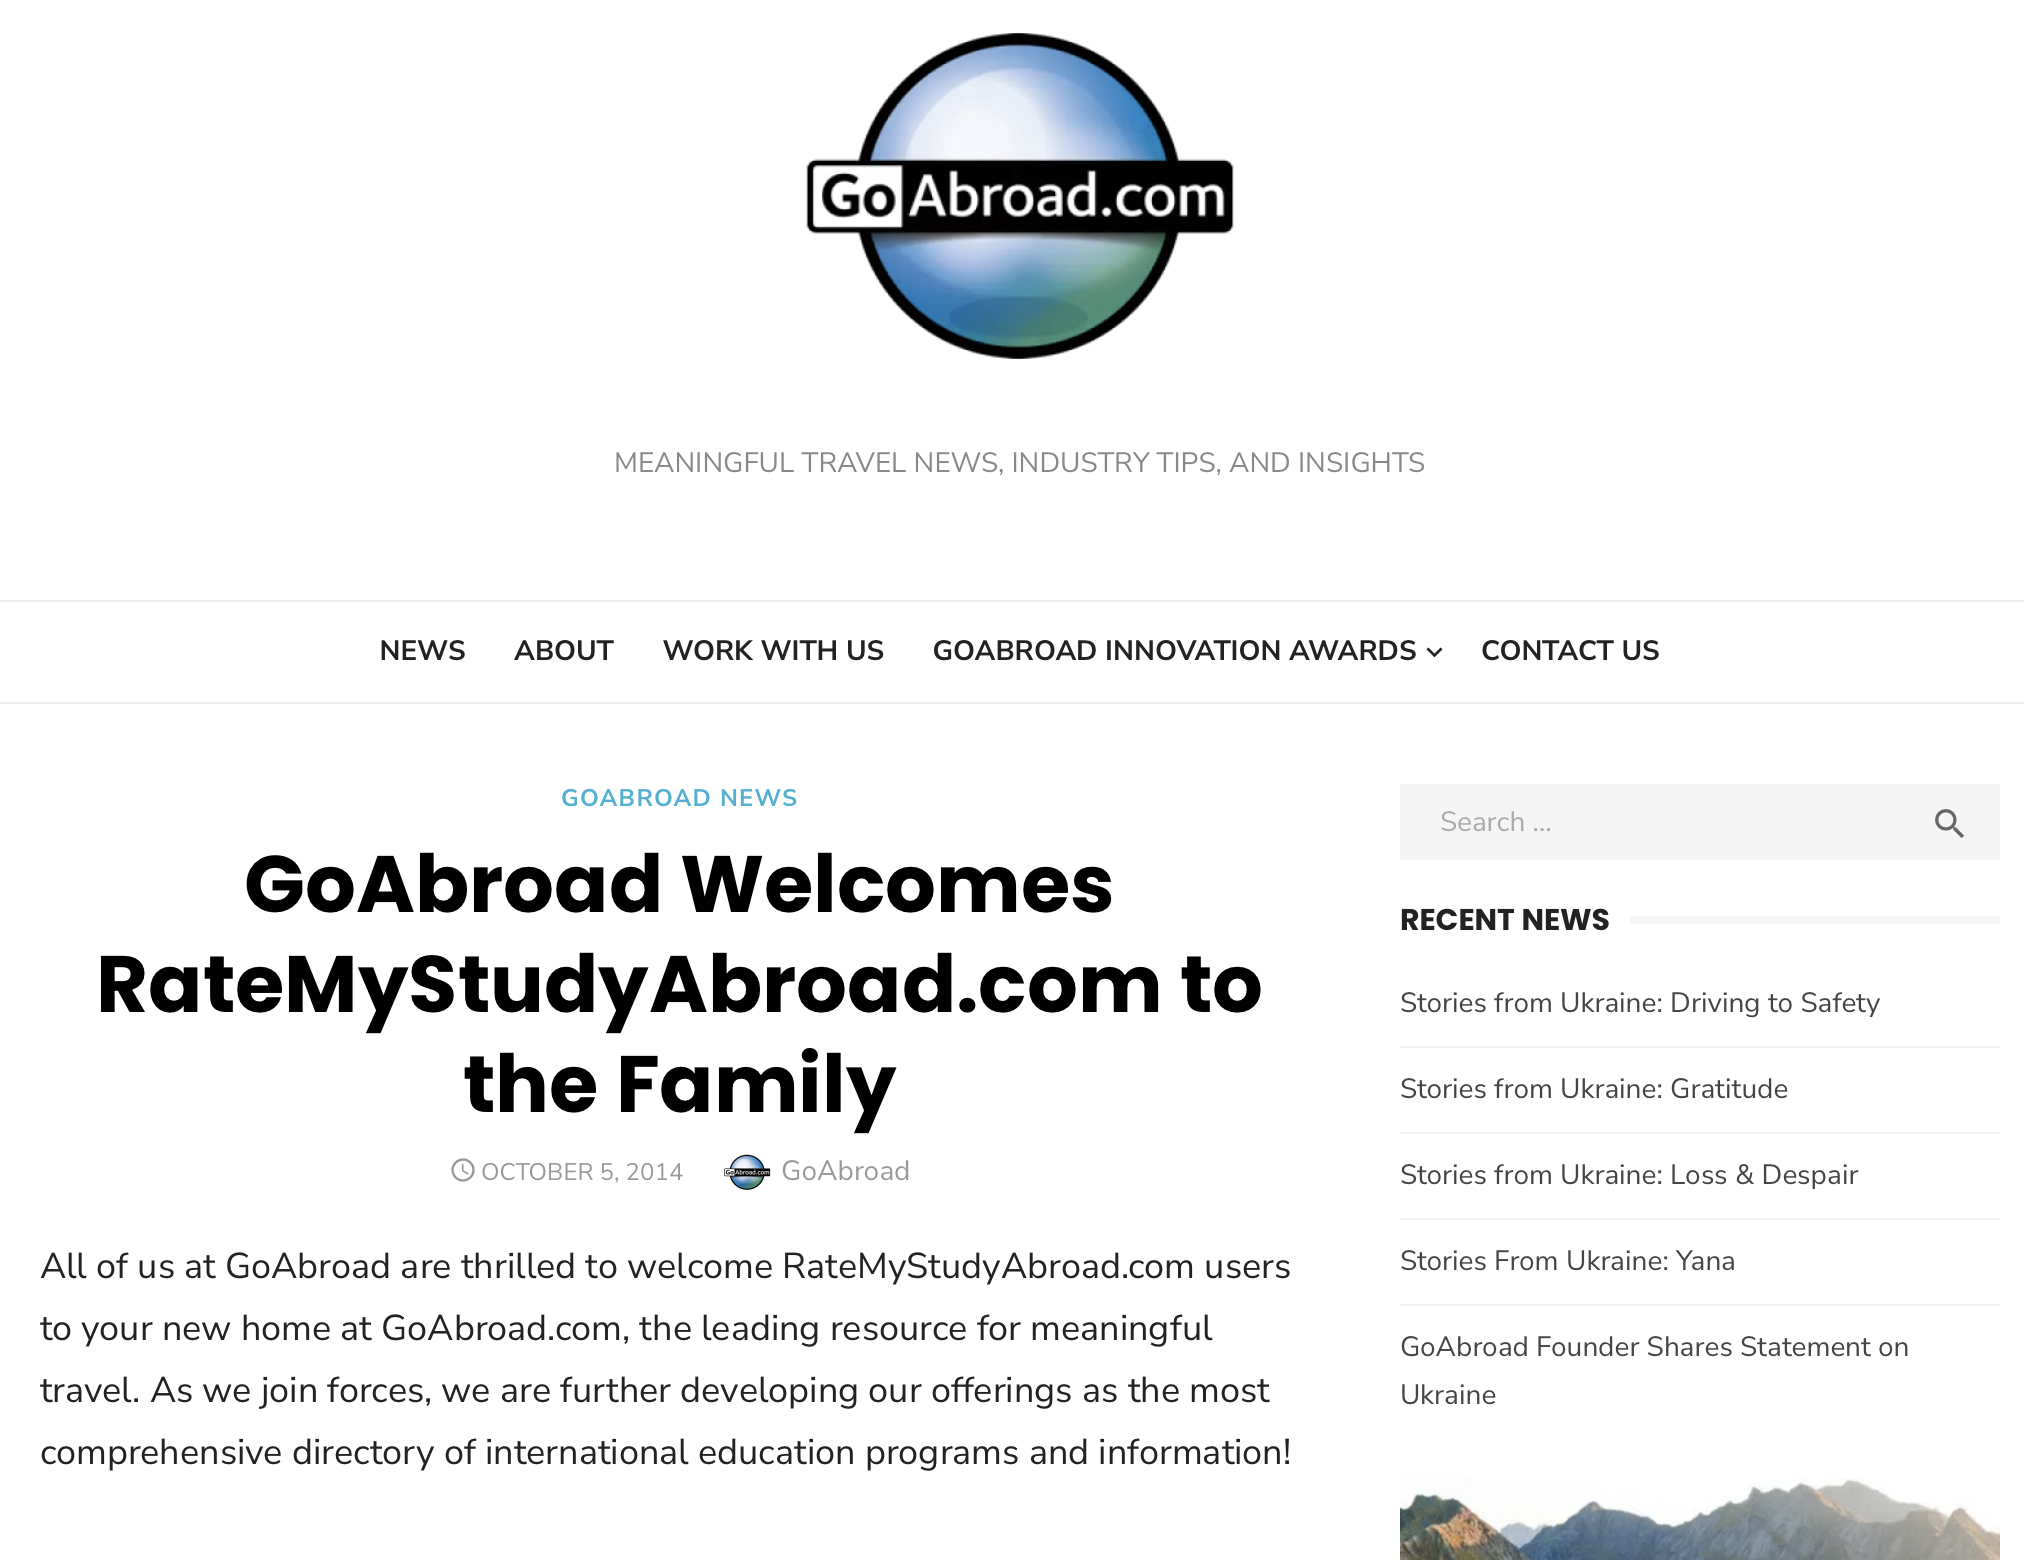 GoAbroad.com
MEANINGFUL TRAVEL NEWS, INDUSTRY TIPS, AND INSIGHTS
NEWS ABOUT WORK WITH US GOABROAD INNOVATION AWARDS CONTACT US
GOABROAD NEWS
GoAbroad Welcomes
RateMyStudyAbroad.com to
the Family
OCTOBER 5, 2014 GoAbroad.com GoAbroad
All of us at GoAbroad are thrilled to welcome RateMyStudyAbroad.com users
to your new home at GoAbroad.com, the leading resource for meaningful
travel. As we join forces, we are further developing our offerings as the most
comprehensive directory of international education programs and information!
Search ...
RECENT NEWS
Stories from Ukraine: Driving to Safety
Stories from Ukraine: Gratitude
Stories from Ukraine: Loss & Despair
Stories From Ukraine: Yana
GoAbroad Founder Shares Statement on
Ukraine